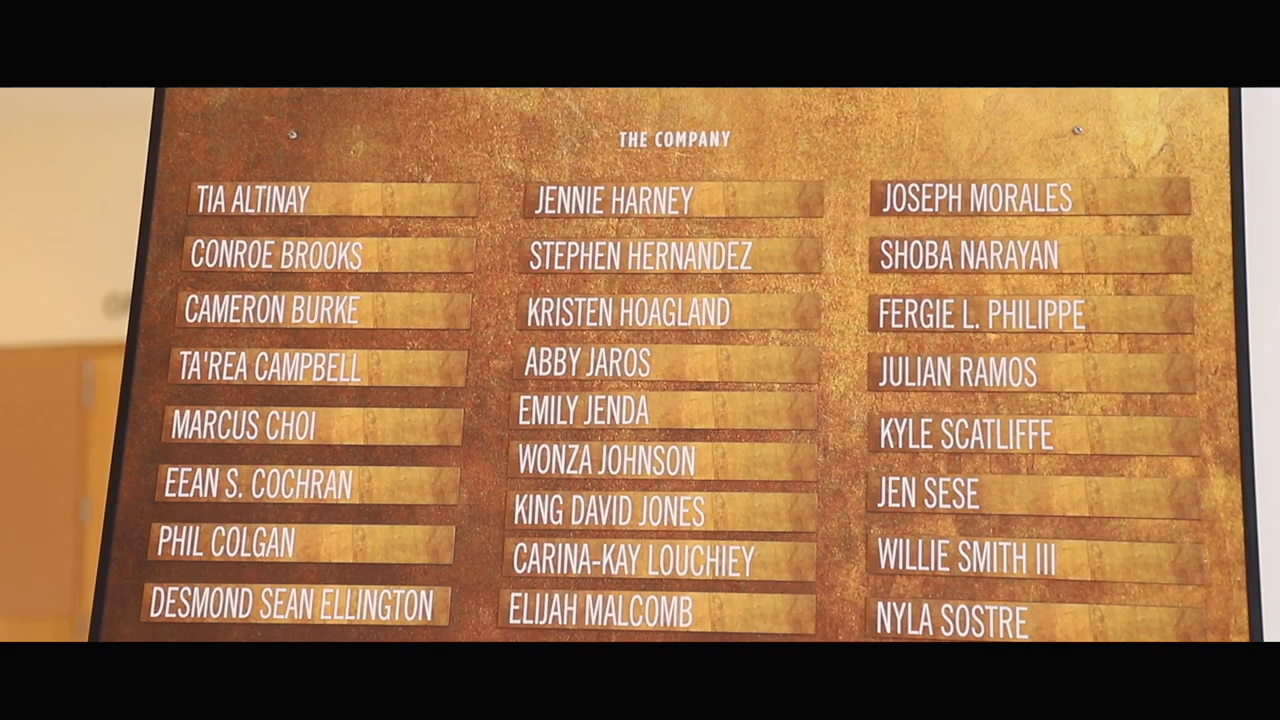 THE COMPANY
TIA ALTINAY
CONROE BROOKS
CAMERON BURKE
TA'REA CAMPBELL
MARCUS CHOI
EEAN S. COCHRAN
PHIL COLGAN
DESMOND SEAN ELLINGTON
JENNIE HARNEY
STEPHEN HERNANDEZ
KRISTEN HOAGLAND
ABBY JAROS
EMILY JENDA
WONZA JOHNSON
KING DAVID JONES
CARINA-KAY LOUCHIEY
ELIJAH MALCOMB
JOSEPH MORALES
SHOBA NARAYAN
FERGIE L. PHILIPPE
JULIAN RAMOS
KYLE SCATLIFFE
JEN SESE
WILLIE SMITH III
NYLA SOSTRE